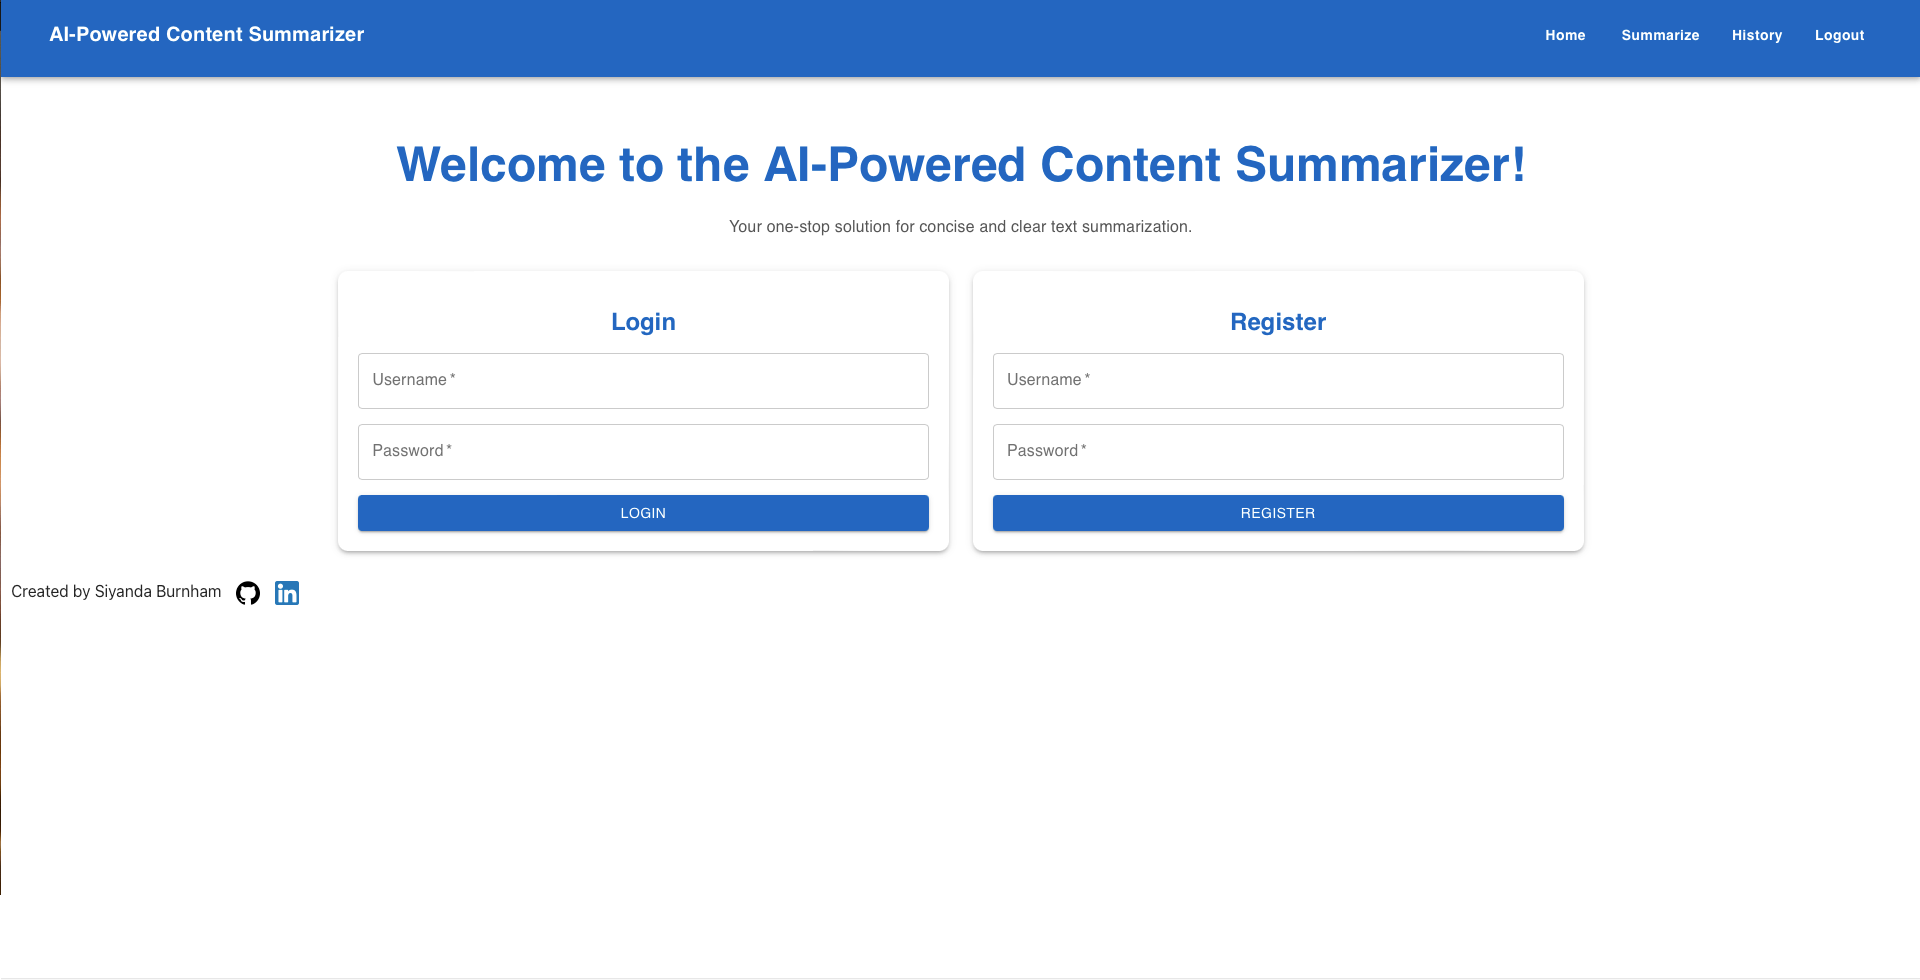 AI-Powered Content Summarizer
Home Summarize History Logout
Welcome to the AI-Powered Content Summarizer!
Your one-stop solution for concise and clear text summarization.
Login
Username *
Password *
LOGIN
Register
Username *
Password *
REGISTER
Created by Siyanda Burnham
in